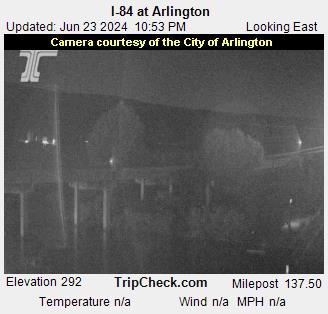 I-84 at Arlington
Updated: Jun 23 2024 10:53 PM Looking East
Camera courtesy of the City of Arlington
Elevation 292 TripCheck.com Milepost 137.50
Temperature n/a Wind n/a MPH n/a